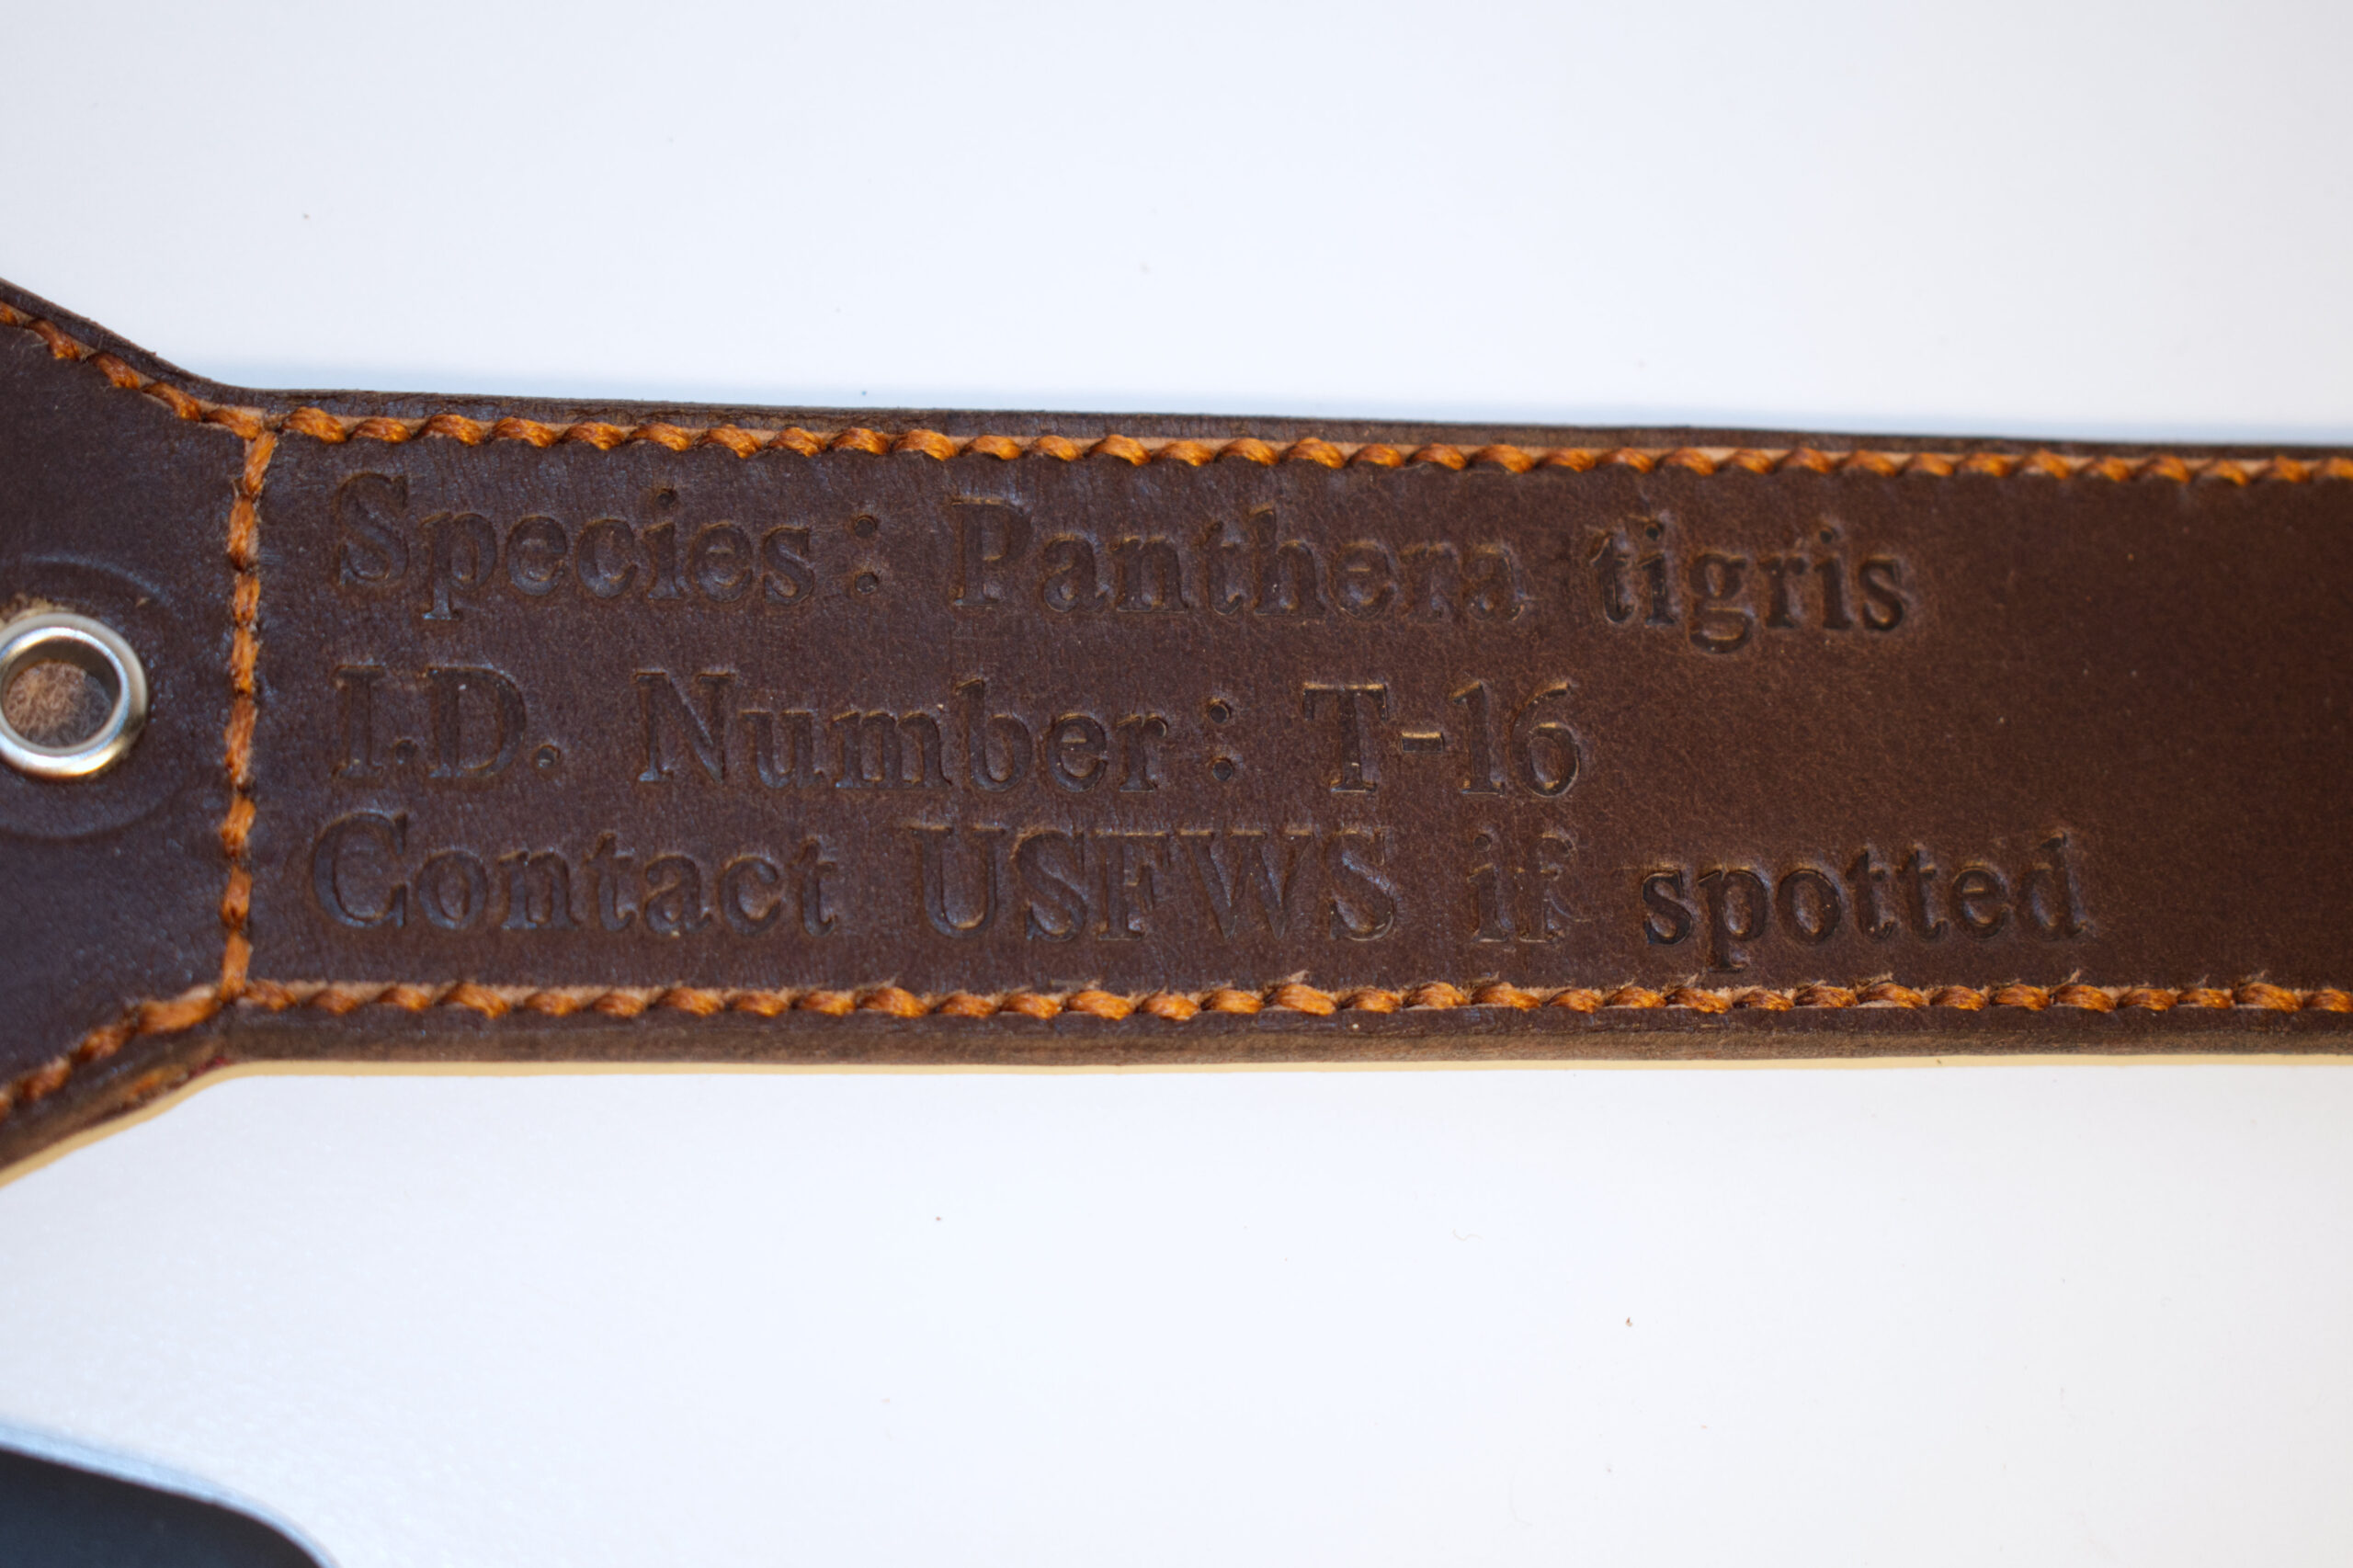 Species: Panthera tigris
I.D. Number: T-16
Contact USFWS if spotted